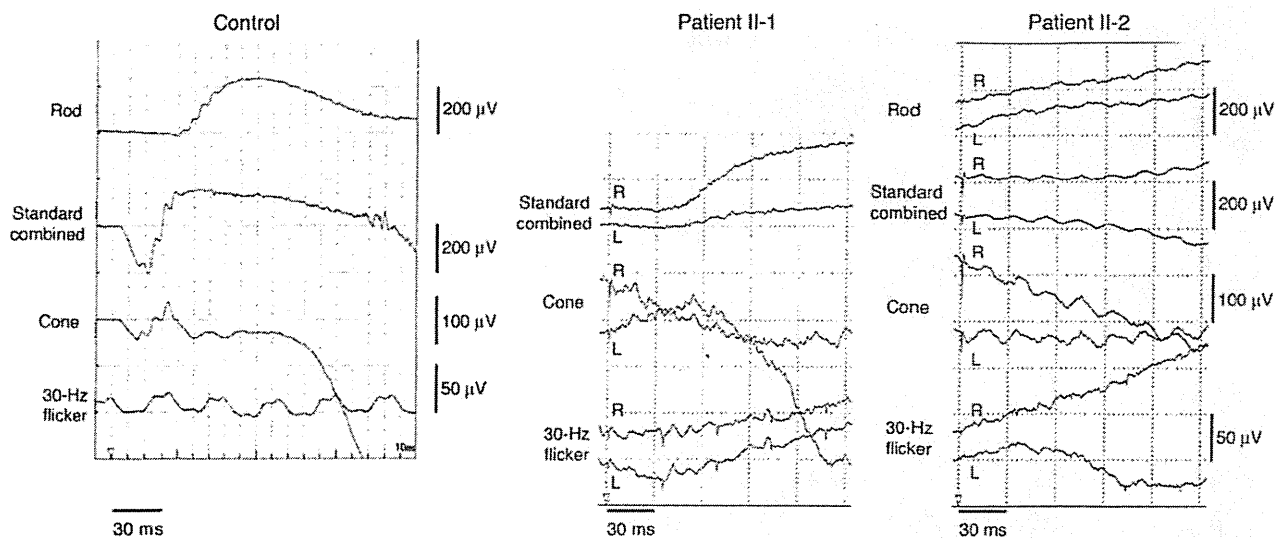 Control
Rod
200 µV
Standard
combined
200 µV
Cone
100 µV
50 µV
30-Hz
flicker
10ms
30 ms
Patient II-1
R
Standard
combined
L
R
Cone
L
R
30-Hz
flicker
L
30 ms
Patient II-2
R
Rod
200 µV
L
R
Standard
combined
200 µV
L
R
Cone
100 µV
L
R
30-Hz
flicker
50 µV
L
30 ms